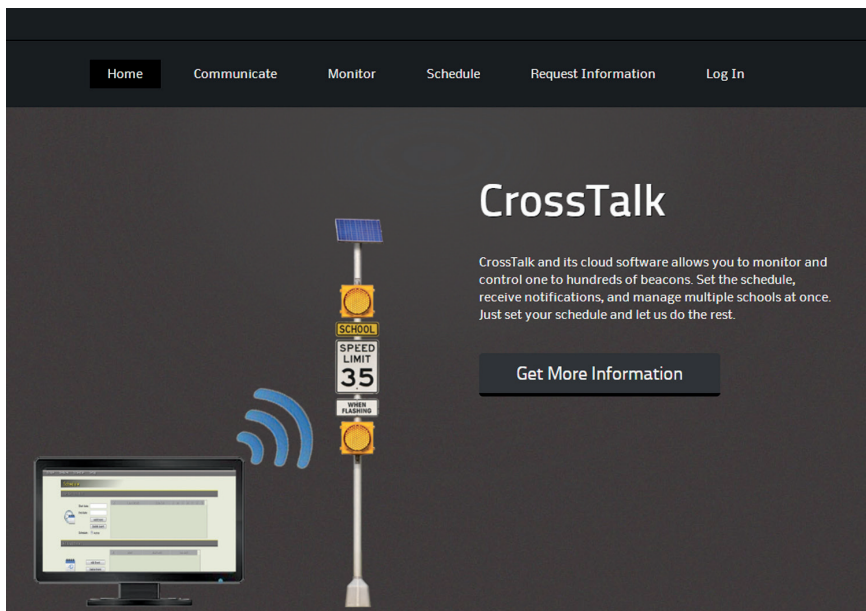 Home Communicate Monitor Schedule Request Information Log In
CrossTalk
CrossTalk and its cloud software allows you to monitor and
control one to hundreds of beacons. Set the schedule,
receive notifications, and manage multiple schools at once.
Just set your schedule and let us do the rest.
Get More Information
SCHOOL
SPEED
LIMIT
35
WHEN
FLASHING